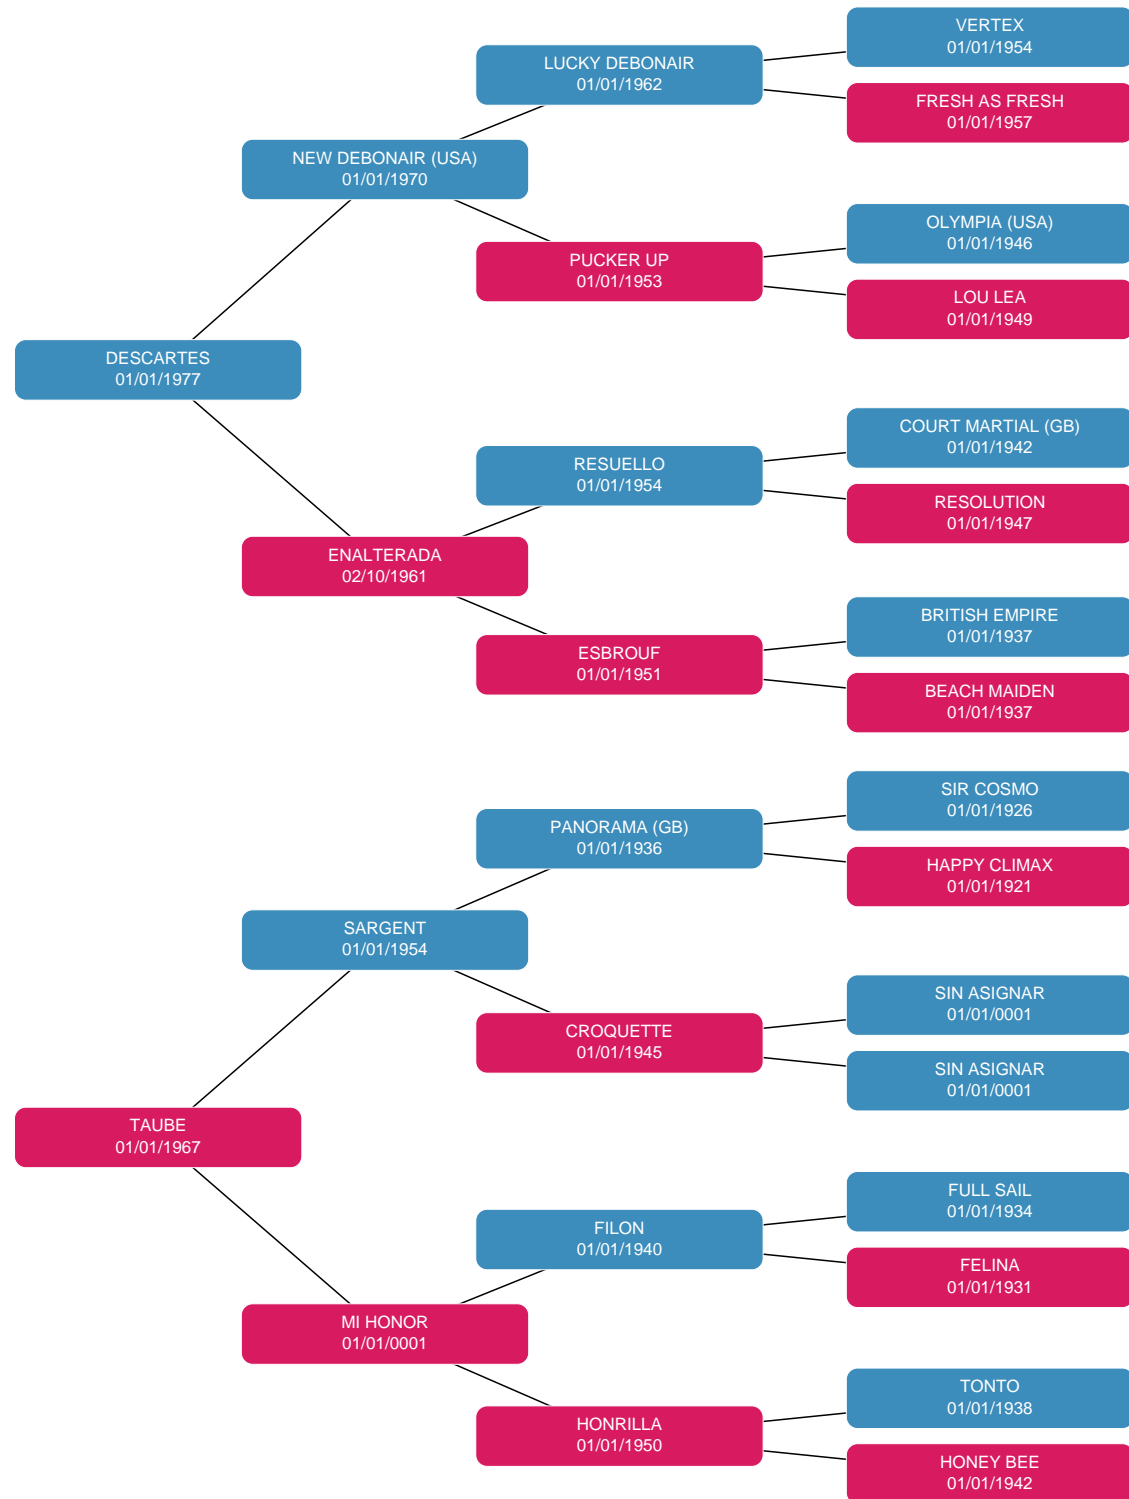 VERTEX
01/01/1954
LUCKY DEBONAIR
01/01/1962
FRESH AS FRESH
01/01/1957
NEW DEBONAIR (USA)
01/01/1970
OLYMPIA (USA)
01/01/1946
PUCKER UP
01/01/1953
LOU LEA
01/01/1949
DESCARTES
01/01/1977
COURT MARTIAL (GB)
01/01/1942
RESUELLO
01/01/1954
RESOLUTION
01/01/1947
ENALTERADA
02/10/1961
BRITISH EMPIRE
01/01/1937
ESBROUF
01/01/1951
BEACH MAIDEN
01/01/1937
SIR COSMO
01/01/1926
PANORAMA (GB)
01/01/1936
HAPPY CLIMAX
01/01/1921
SARGENT
01/01/1954
SIN ASIGNAR
01/01/0001
CROQUETTE
01/01/1945
SIN ASIGNAR
01/01/0001
TAUBE
01/01/1967
FULL SAIL
01/01/1934
FILON
01/01/1940
FELINA
01/01/1931
MI HONOR
01/01/0001
TONTO
01/01/1938
HONRILLA
01/01/1950
HONEY BEE
01/01/1942